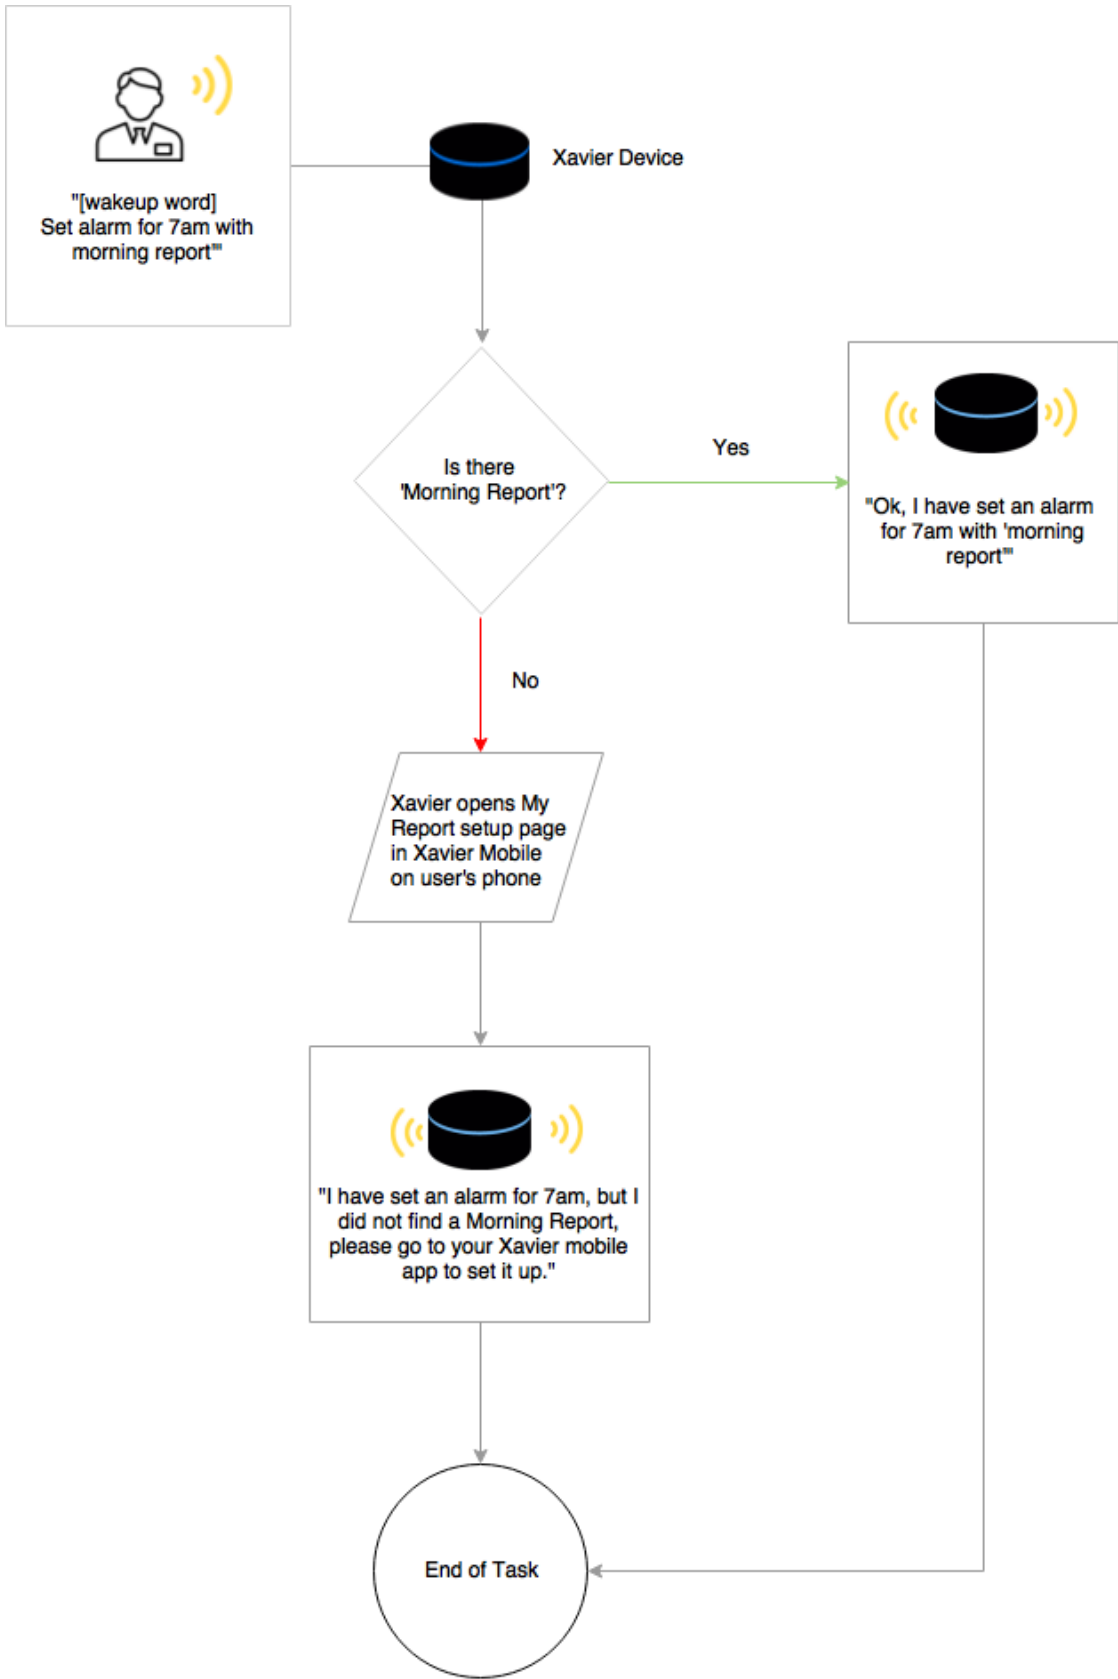 "[wakeup word]
Set alarm for 7am with
morning report'"
Xavier Device
Is there
'Morning Report'?
Yes
"Ok, I have set an alarm
for 7am with 'morning
report'"
No
Xavier opens My
Report setup page
in Xavier Mobile
on user's phone
"I have set an alarm for 7am, but I
did not find a Morning Report,
please go to your Xavier mobile
app to set it up."
End of Task